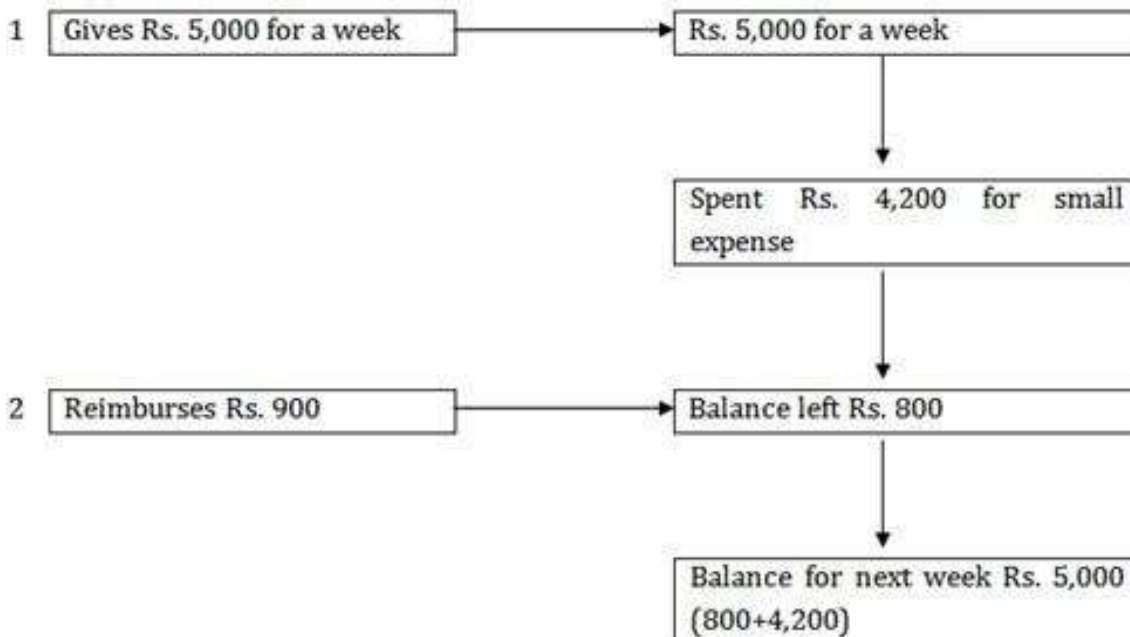 1 Gives Rs. 5,000 for a week Rs. 5,000 for a week
Spent Rs. 4,200 for small
expense
2 Reimburses Rs. 900 Balance left Rs. 800
Balance for next week Rs. 5,000
(800+4,200)